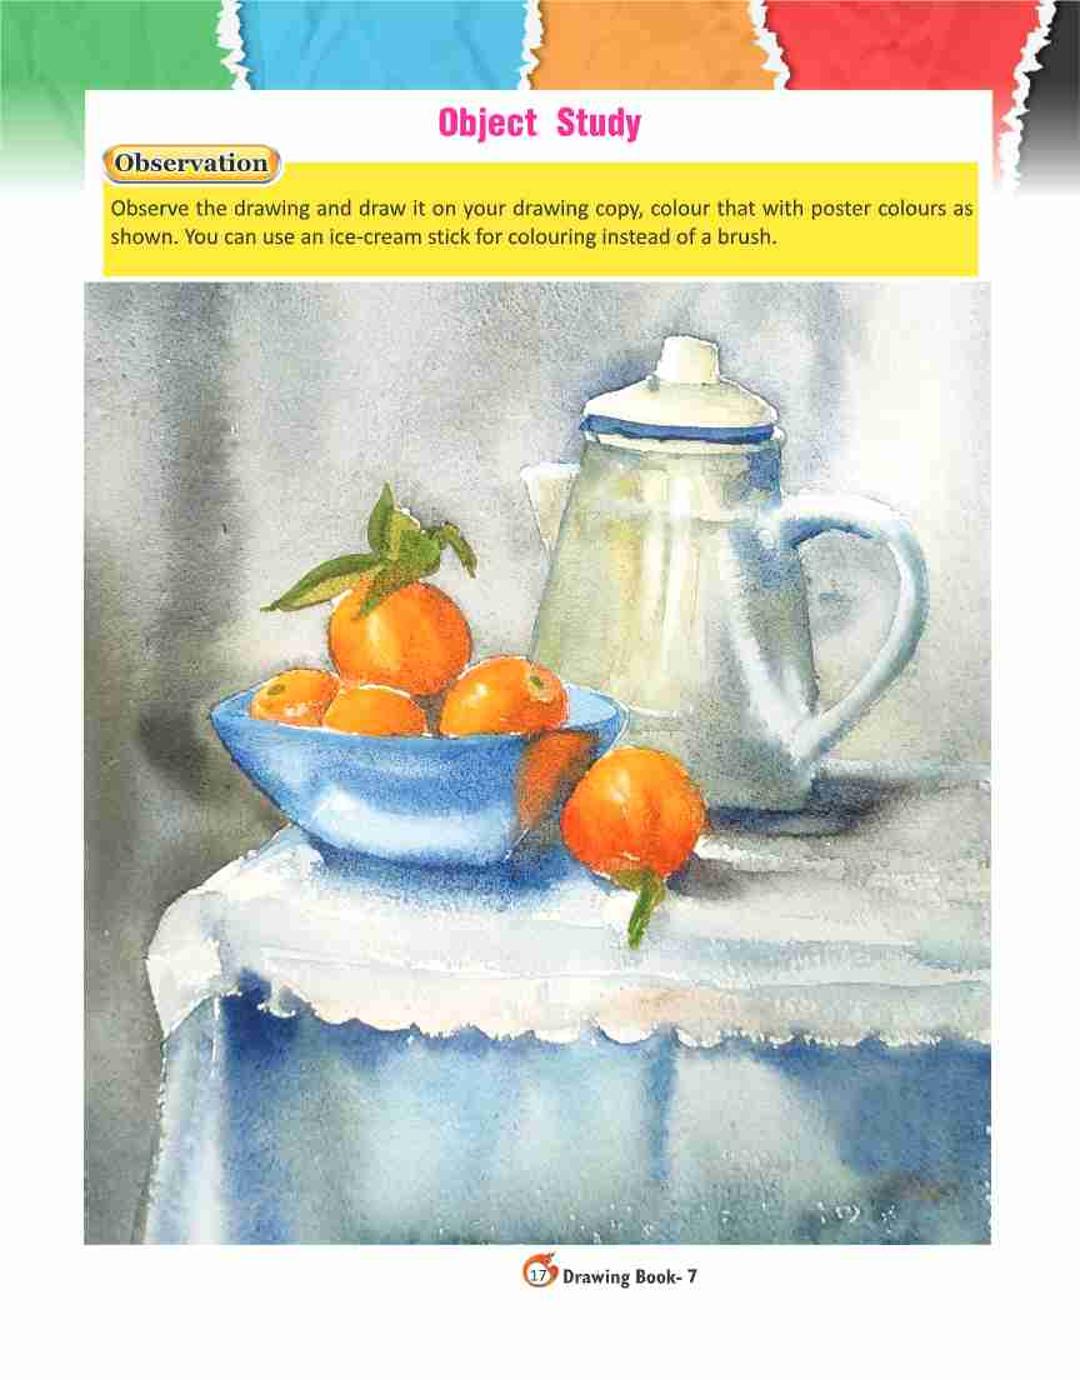 Object Study
Observation
Observe the drawing and draw it on your drawing copy, colour that with poster colours as
shown. You can use an ice-cream stick for colouring instead of a brush.
17 Drawing Book- 7